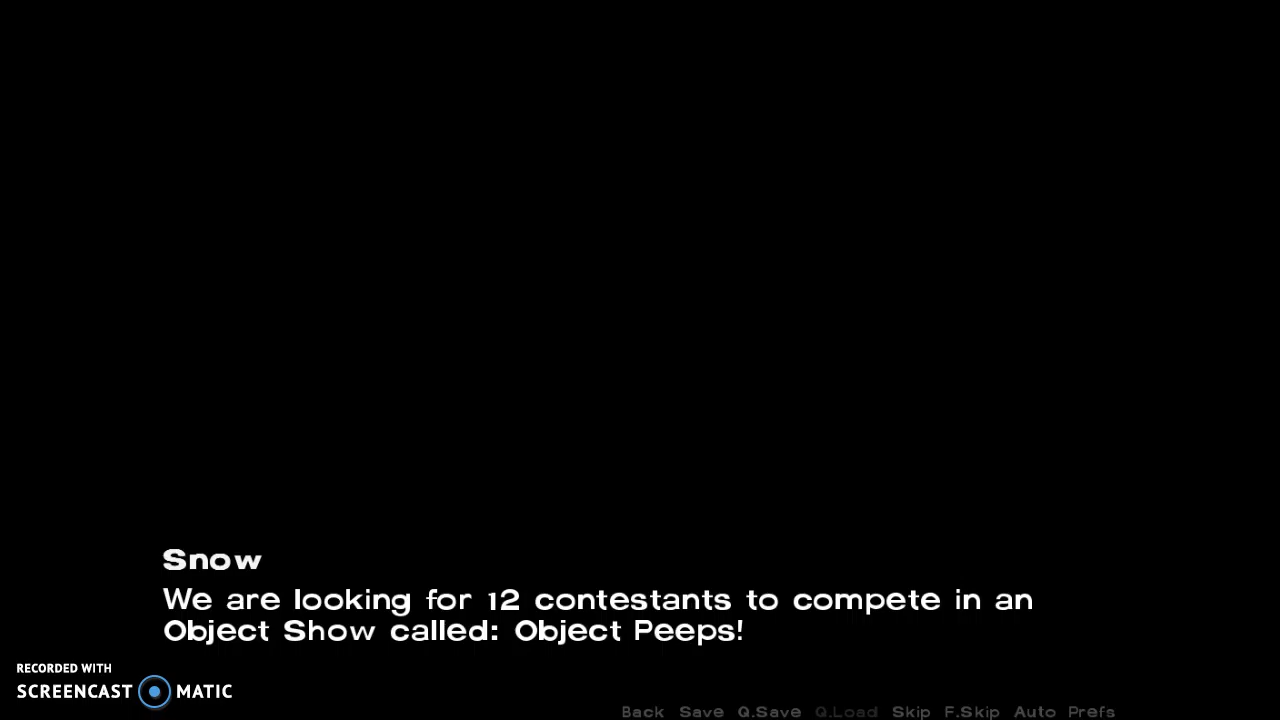 Snow
We are looking for 12 contestants to compete in an
Object Show called: Object Peeps!
RECORDED WITH
SCREENCAST MATIC
Back Save Q.Save Q.Load Skip F.Skip Auto Prefs